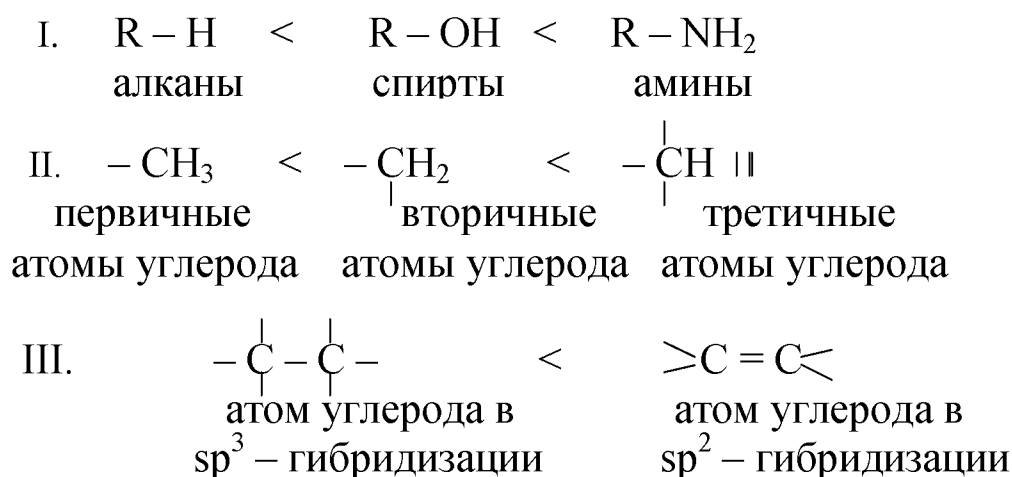 I. R – H < R – OH < R – NH₂
алканы спирты амины
II. – CH₃ < – CH₂ < – CH
первичные вторичные третичные
атомы углерода атомы углерода атомы углерода
III. – C – C – < >C = C<
атом углерода в атом углерода в
sp³ – гибридизации sp² – гибридизации